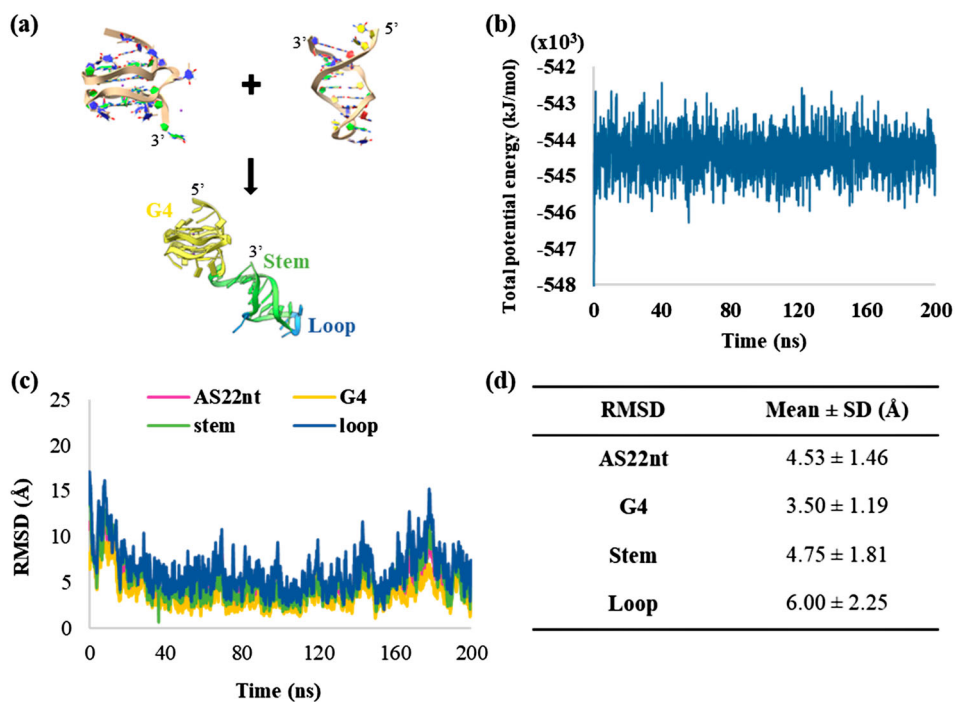 (a)
3’
3’
5’
+
5’
G4
3’
Stem
Loop
(b)
(x10³)
-542
-543
-544
-545
-546
-547
-548
Total potential energy (kJ/mol)
0 40 80 120 160 200
Time (ns)
(c)
AS22nt G4
stem loop
25
20
15
10
5
0
RMSD (Å)
0 40 80 120 160 200
Time (ns)
(d)
RMSD Mean ± SD (Å)
AS22nt 4.53 ± 1.46
G4 3.50 ± 1.19
Stem 4.75 ± 1.81
Loop 6.00 ± 2.25